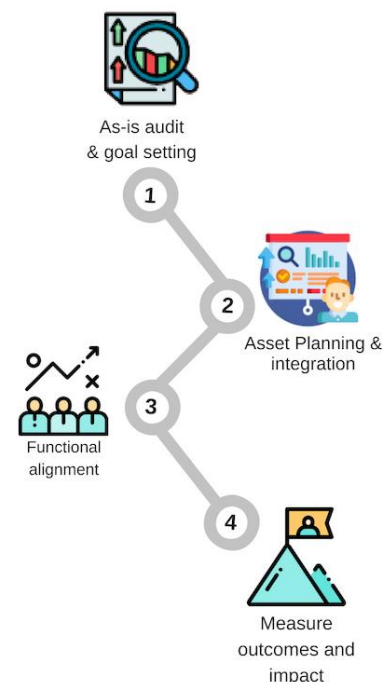 As-is audit
& goal setting
1
2
Asset Planning &
integration
3
Functional
alignment
4
Measure
outcomes and
impact